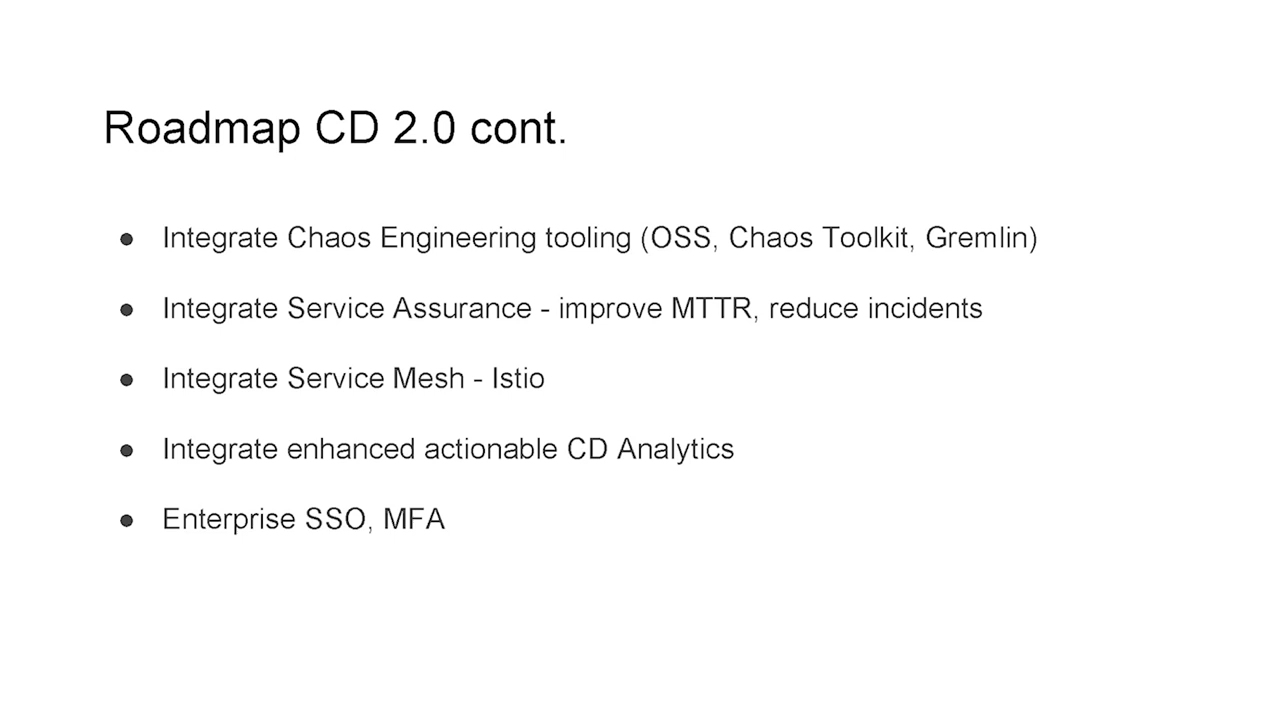 Roadmap CD 2.0 cont.
● Integrate Chaos Engineering tooling (OSS, Chaos Toolkit, Gremlin)
● Integrate Service Assurance - improve MTTR, reduce incidents
● Integrate Service Mesh - Istio
● Integrate enhanced actionable CD Analytics
● Enterprise SSO, MFA